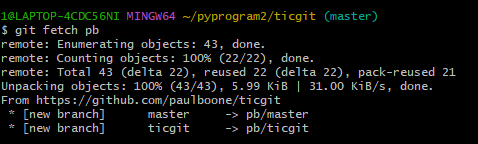 1@LAPTOP-4CDC56NI MINGW64 ~/pyprogram2/ticgit (master)
$ git fetch pb
remote: Enumerating objects: 43, done.
remote: Counting objects: 100% (22/22), done.
remote: Total 43 (delta 22), reused 22 (delta 22), pack-reused 21
Unpacking objects: 100% (43/43), 5.99 KiB | 31.00 KiB/s, done.
From https://github.com/paulboone/ticgit
 * [new branch]      master     -> pb/master
 * [new branch]      ticgit     -> pb/ticgit